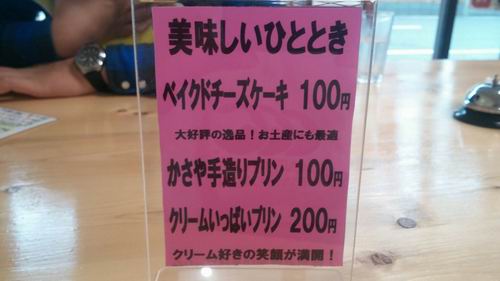 美味しいひととき
ベイクドチーズケーキ 100円
大好評の逸品！お土産にも最適
かさや手造りプリン 100円
クリームいっぱいプリン 200円
クリーム好きの笑顔が満開！